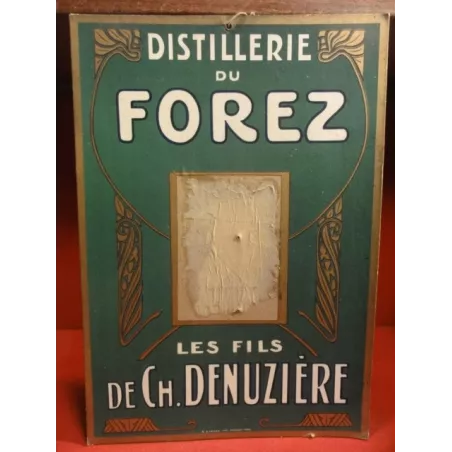 DISTILLERIE
DU
FOREZ
LES FILS
DE CH. DENUZIÈRE